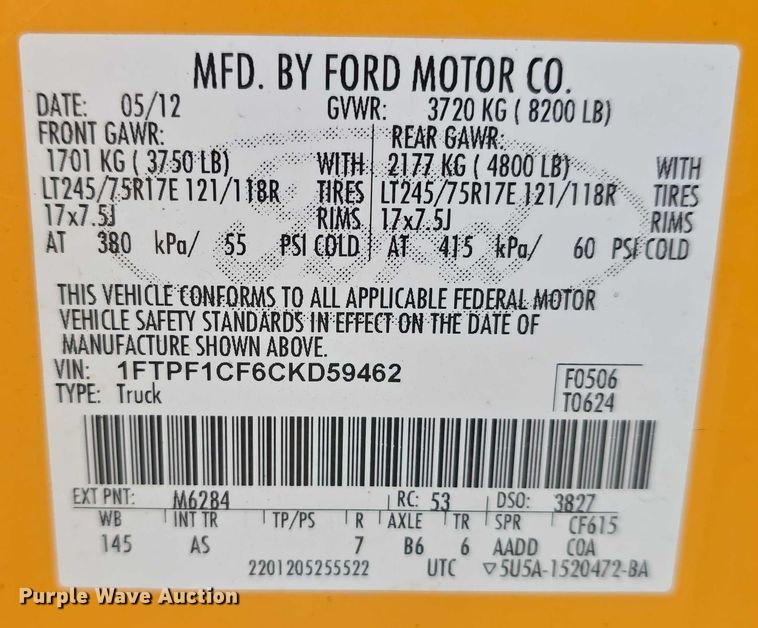 MFD. BY FORD MOTOR CO.
DATE: 05/12 GVWR: 3720 KG ( 8200 LB)
FRONT GAWR: REAR GAWR:
1701 KG ( 3750 LB) WITH 2177 KG ( 4800 LB) WITH
LT245/75R17E 121/118R TIRES LT245/75R17E 121/118R TIRES
17x7.5J RIMS 17x7.5J RIMS
AT 380 kPa/ 55 PSI COLD AT 415 kPa/ 60 PSI COLD
THIS VEHICLE CONFORMS TO ALL APPLICABLE FEDERAL MOTOR
VEHICLE SAFETY STANDARDS IN EFFECT ON THE DATE OF
MANUFACTURE SHOWN ABOVE.
VIN: 1FTPF1CF6CKD59462 F0506
TYPE: Truck T0624
EXT PNT: M6284 RC: 53 DSO: 3827
WB INT TR TP/PS R AXLE TR SPR CF615
145 AS 7 B6 6 AADD COA
2201205255522 UTC ▽5U5A-1520472-BA
Purple Wave Auction